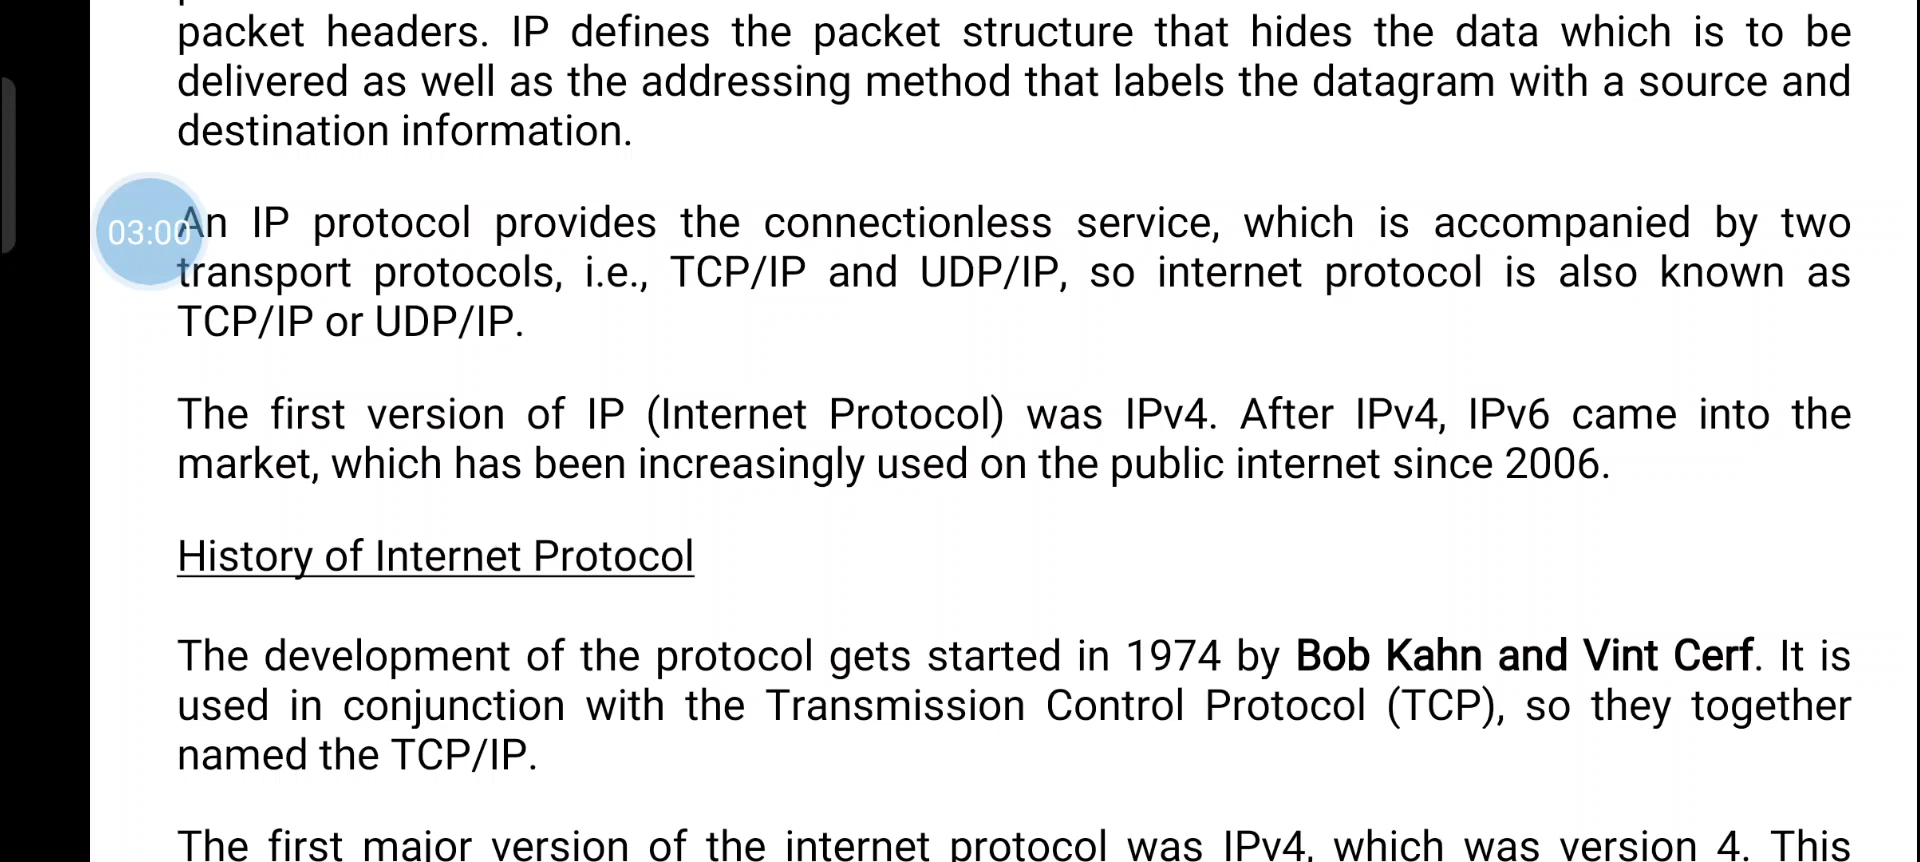 packet headers. IP defines the packet structure that hides the data which is to be
delivered as well as the addressing method that labels the datagram with a source and
destination information.
03:00
An IP protocol provides the connectionless service, which is accompanied by two
transport protocols, i.e., TCP/IP and UDP/IP, so internet protocol is also known as
TCP/IP or UDP/IP.
The first version of IP (Internet Protocol) was IPv4. After IPv4, IPv6 came into the
market, which has been increasingly used on the public internet since 2006.
History of Internet Protocol
The development of the protocol gets started in 1974 by Bob Kahn and Vint Cerf. It is
used in conjunction with the Transmission Control Protocol (TCP), so they together
named the TCP/IP.
The first major version of the internet protocol was IPv4, which was version 4. This